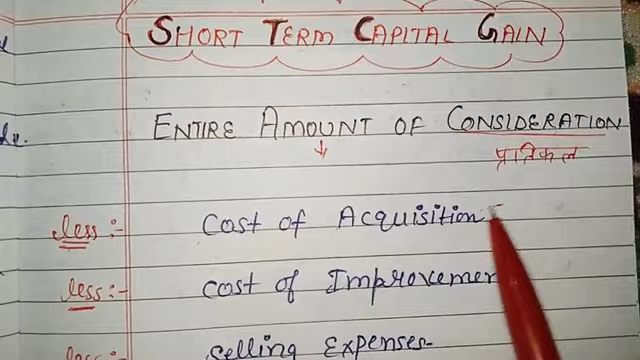 SHORT TERM CAPITAL GAIN
ENTIRE AMOUNT OF CONSIDERATION
प्रतिफल
less:- Cost of Acquisition
less:- Cost of Improvemen
Selling Expenses